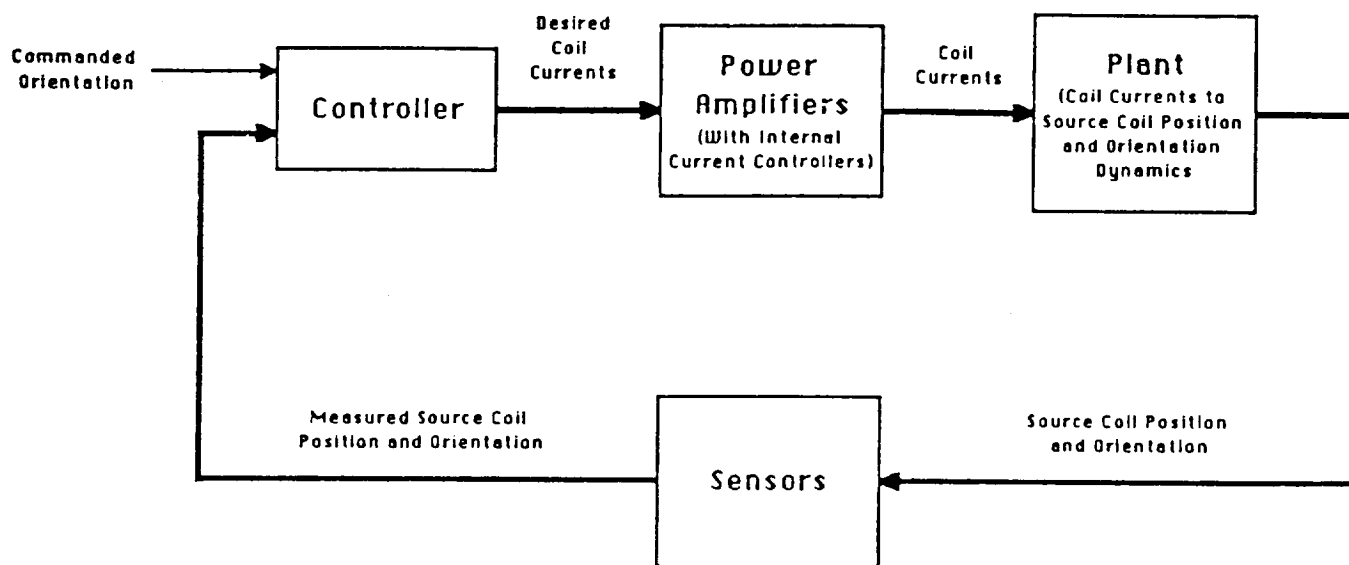 Commanded
Orientation
Controller
Desired
Coil
Currents
Power
Amplifiers
(With Internal
Current Controllers)
Coil
Currents
Plant
(Coil Currents to
Source Coil Position
and Orientation
Dynamics
Measured Source Coil
Position and Orientation
Sensors
Source Coil Position
and Orientation